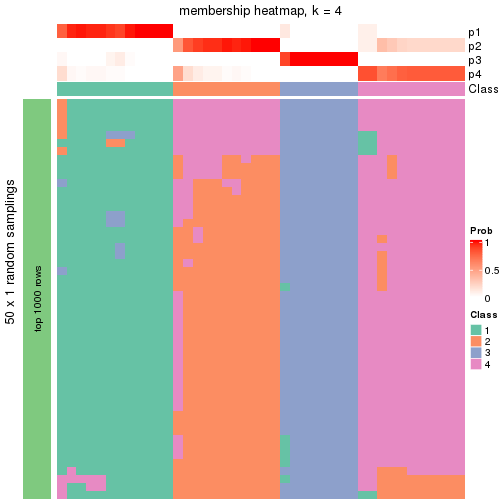 membership heatmap, k = 4
p1
p2
p3
p4
Class
50 x 1 random samplings
top 1000 rows
Prob
1
0.5
0
Class
1
2
3
4